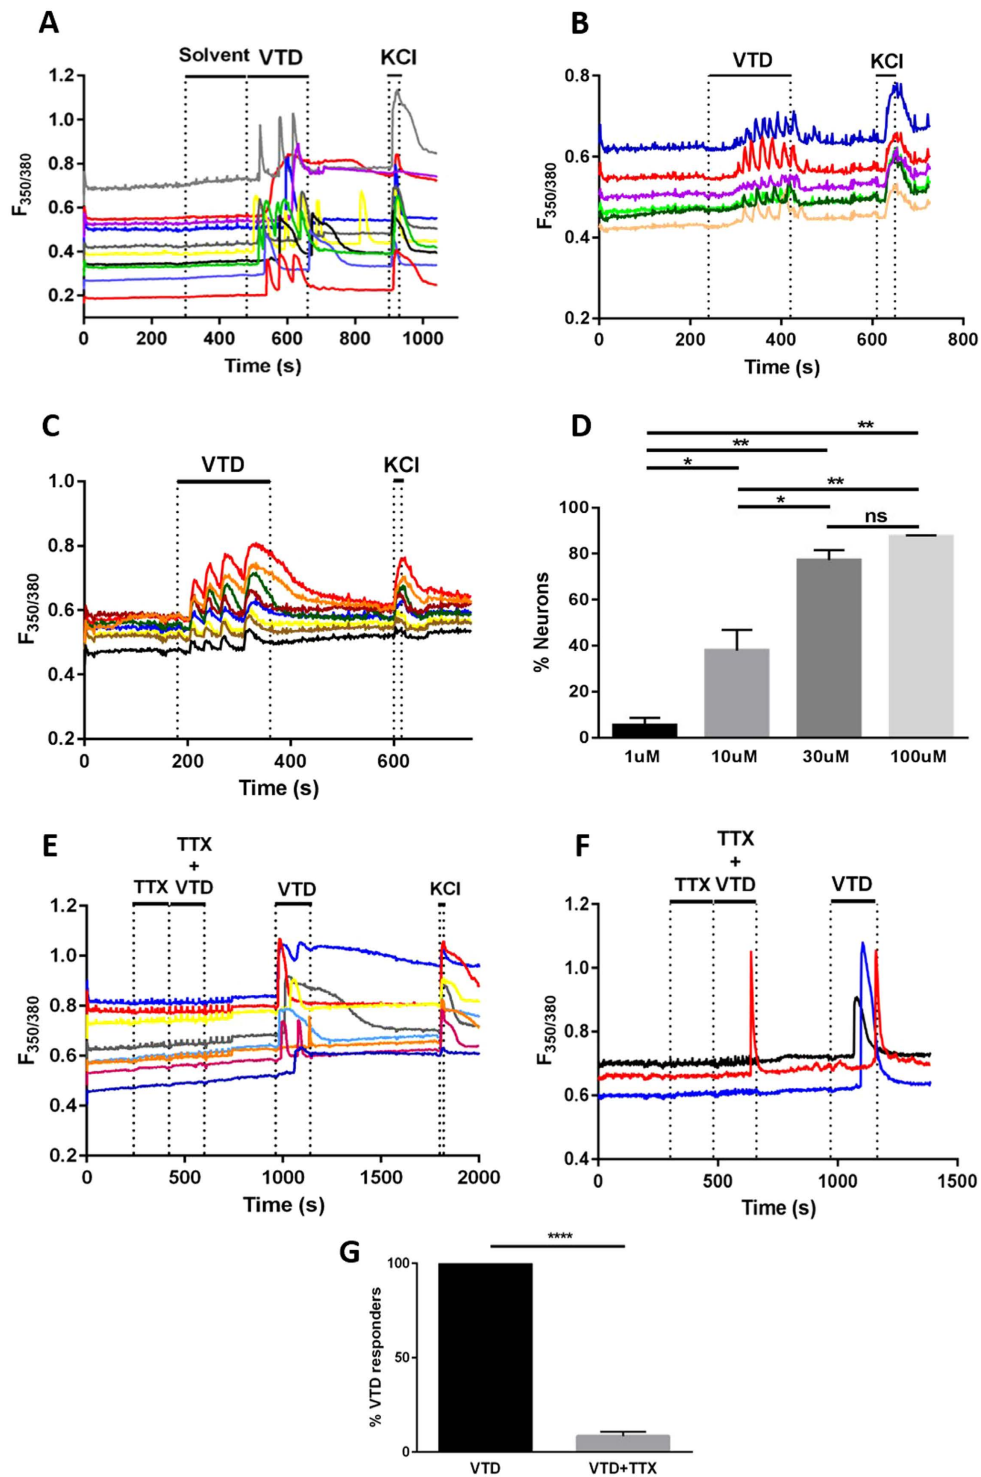 A
Solvent VTD KCl
1.2
1.0
0.8
0.6
0.4
0.2
F350/380
0 200 400 600 800 1000
Time (s)
B
VTD KCl
0.8
0.6
0.4
0.2
F350/380
0 200 400 600 800
Time (s)
C
VTD KCl
1.0
0.8
0.6
0.4
0.2
F350/380
0 200 400 600
Time (s)
D
**
**
*
**
*
ns
100
80
60
40
20
0
% Neurons
1uM 10uM 30uM 100uM
E
TTX
+
TTX VTD VTD KCl
1.2
1.0
0.8
0.6
0.4
0.2
F350/380
0 500 1000 1500 2000
Time (s)
F
TTX
+
TTX VTD VTD
1.2
1.0
0.8
0.6
0.4
F350/380
0 500 1000 1500
Time (s)
G
****
100
50
0
% VTD responders
VTD VTD+TTX